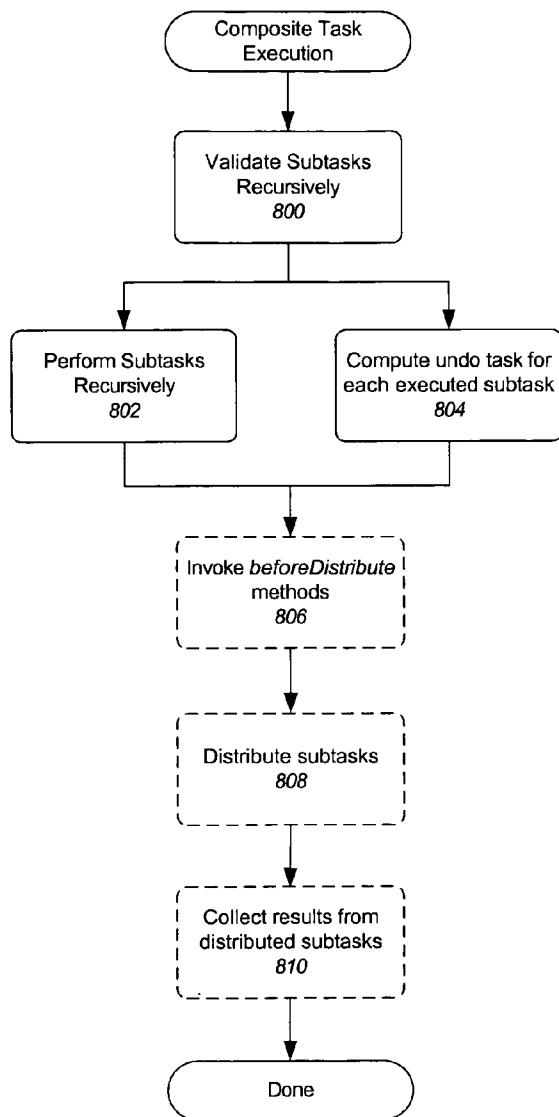 Composite Task
Execution
Validate Subtasks
Recursively
800
Perform Subtasks
Recursively
802
Compute undo task for
each executed subtask
804
Invoke beforeDistribute
methods
806
Distribute subtasks
808
Collect results from
distributed subtasks
810
Done